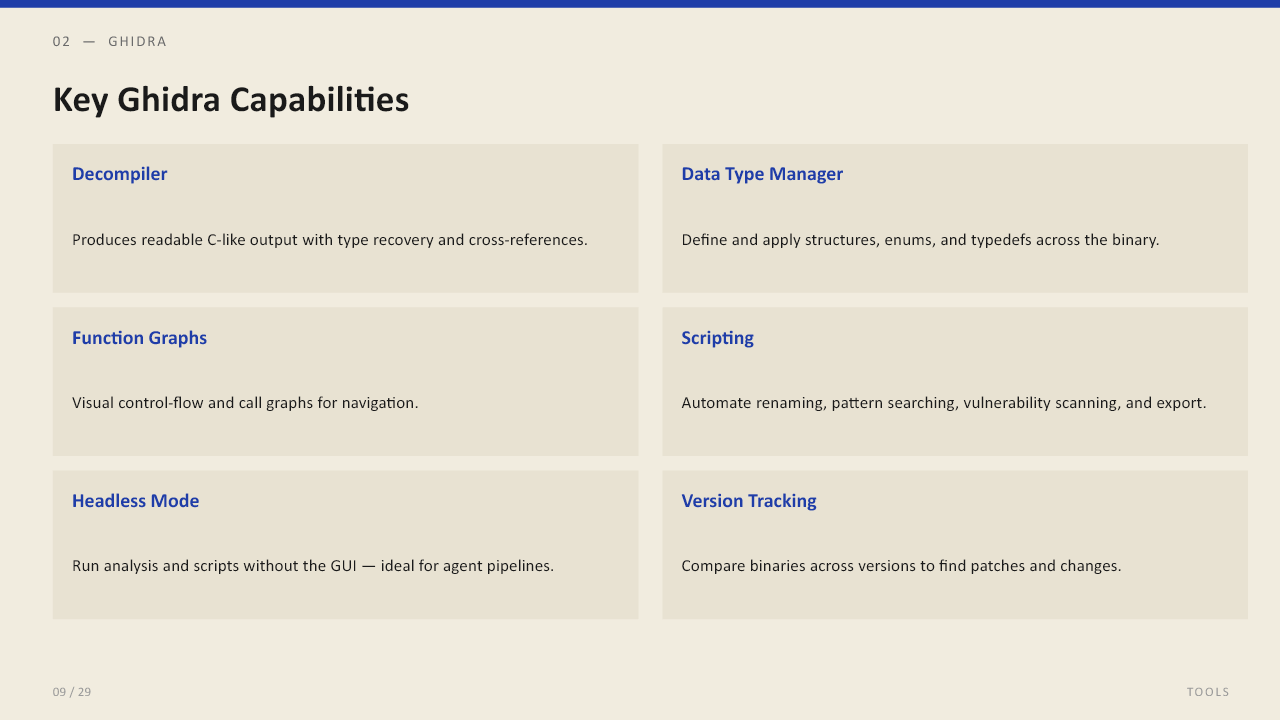 02 — GHIDRA
Key Ghidra Capabilities
Decompiler
Produces readable C-like output with type recovery and cross-references.
Data Type Manager
Define and apply structures, enums, and typedefs across the binary.
Function Graphs
Visual control-flow and call graphs for navigation.
Scripting
Automate renaming, pattern searching, vulnerability scanning, and export.
Headless Mode
Run analysis and scripts without the GUI — ideal for agent pipelines.
Version Tracking
Compare binaries across versions to find patches and changes.
09 / 29
TOOLS